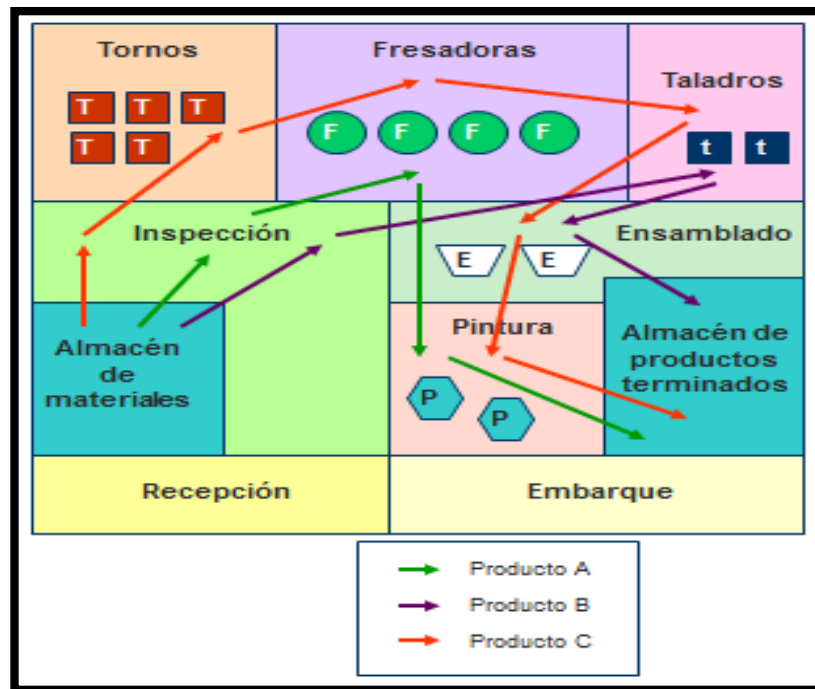 Tornos
Fresadoras
Taladros
T T T
T T
F F F F
t t
Inspección
Ensamblado
E E
Almacén
de
materiales
Pintura
Almacén de
productos
terminados
P
P
Recepción
Embarque
Producto A
Producto B
Producto C